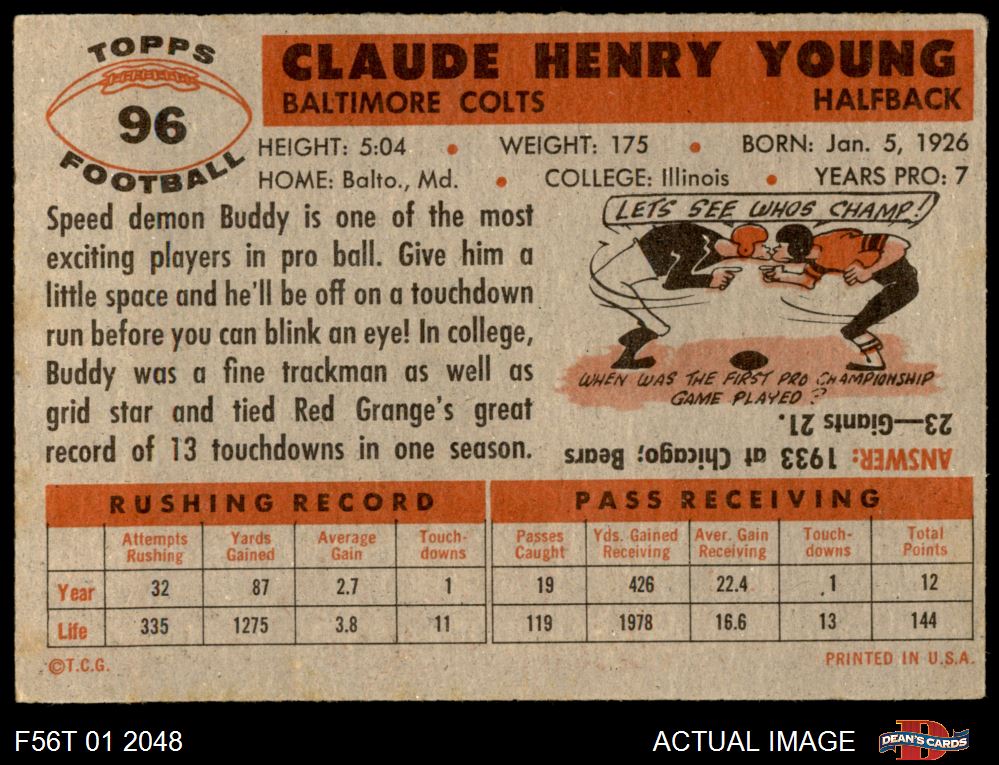 TOPPS
96
FOOTBALL
CLAUDE HENRY YOUNG
BALTIMORE COLTS HALFBACK
HEIGHT: 5:04 • WEIGHT: 175 • BORN: Jan. 5, 1926
HOME: Balto., Md. • COLLEGE: Illinois • YEARS PRO: 7
Speed demon Buddy is one of the most
exciting players in pro ball. Give him a
little space and he'll be off on a touchdown
run before you can blink an eye! In college,
Buddy was a fine trackman as well as
grid star and tied Red Grange's great
record of 13 touchdowns in one season.
LETS SEE WHOS CHAMP!
WHEN WAS THE FIRST PRO CHAMPIONSHIP
GAME PLAYED?
ANSWER: 1933 at Chicago; Bears
23—Giants 21.
RUSHING RECORD PASS RECEIVING
Attempts Rushing Yards Gained Average Gain Touch-downs Passes Caught Yds. Gained Receiving Aver. Gain Receiving Touch-downs Total Points
Year 32 87 2.7 1 19 426 22.4 1 12
Life 335 1275 3.8 11 119 1978 16.6 13 144
©T.C.G. PRINTED IN U.S.A.
F56T 01 2048 ACTUAL IMAGE DEAN'S CARDS